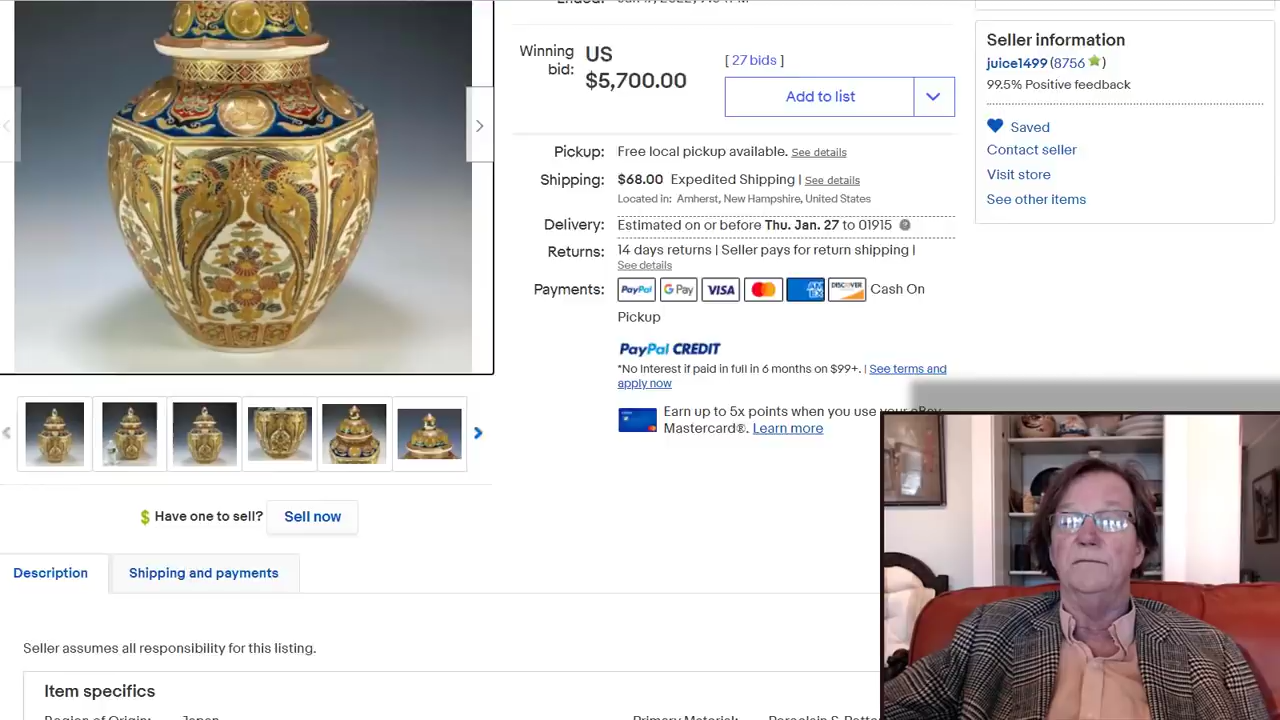 Winning bid:
US $5,700.00
[ 27 bids ]
Add to list
Pickup: Free local pickup available. See details
Shipping: $68.00 Expedited Shipping | See details
Located in: Amherst, New Hampshire, United States
Delivery: Estimated on or before Thu. Jan. 27 to 01915
Returns: 14 days returns | Seller pays for return shipping |
See details
Payments: PayPal G Pay VISA DISCOVER Cash On
Pickup
PayPal CREDIT
*No Interest if paid in full in 6 months on $99+. | See terms and
apply now
Earn up to 5x points when you use your eBay
Mastercard®. Learn more
Seller information
juice1499 (8756)
99.5% Positive feedback
Saved
Contact seller
Visit store
See other items
$ Have one to sell? Sell now
Description
Shipping and payments
Seller assumes all responsibility for this listing.
Item specifics